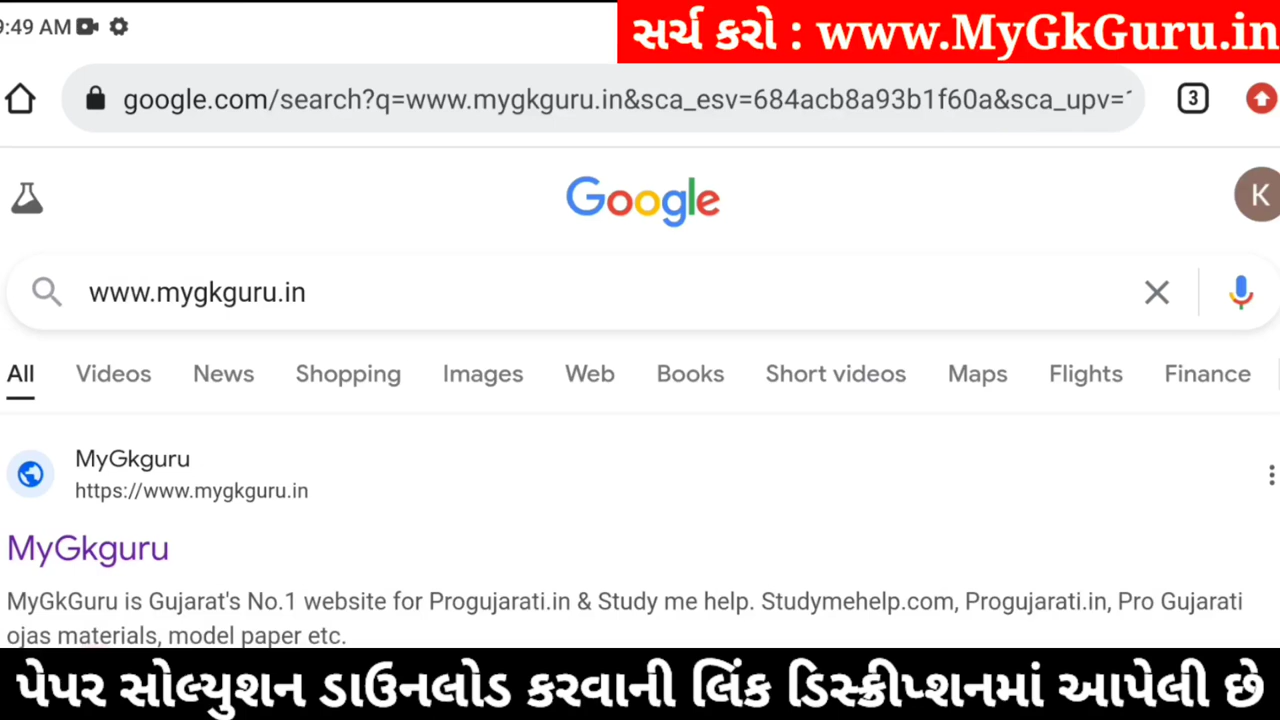 9:49 AM
સર્ચ કરો : www.MyGkGuru.in
google.com/search?q=www.mygkguru.in&sca_esv=684acb8a93b1f60a&sca_upv=
3
Google
K
www.mygkguru.in
All Videos News Shopping Images Web Books Short videos Maps Flights Finance
MyGkguru
https://www.mygkguru.in
MyGkguru
MyGkGuru is Gujarat's No.1 website for Progujarati.in & Study me help. Studymehelp.com, Progujarati.in, Pro Gujarati
ojas materials, model paper etc.
પેપર સોલ્યુશન ડાઉનલોડ કરવાની લિંક ડિસ્ક્રીપ્શનમાં આપેલી છે